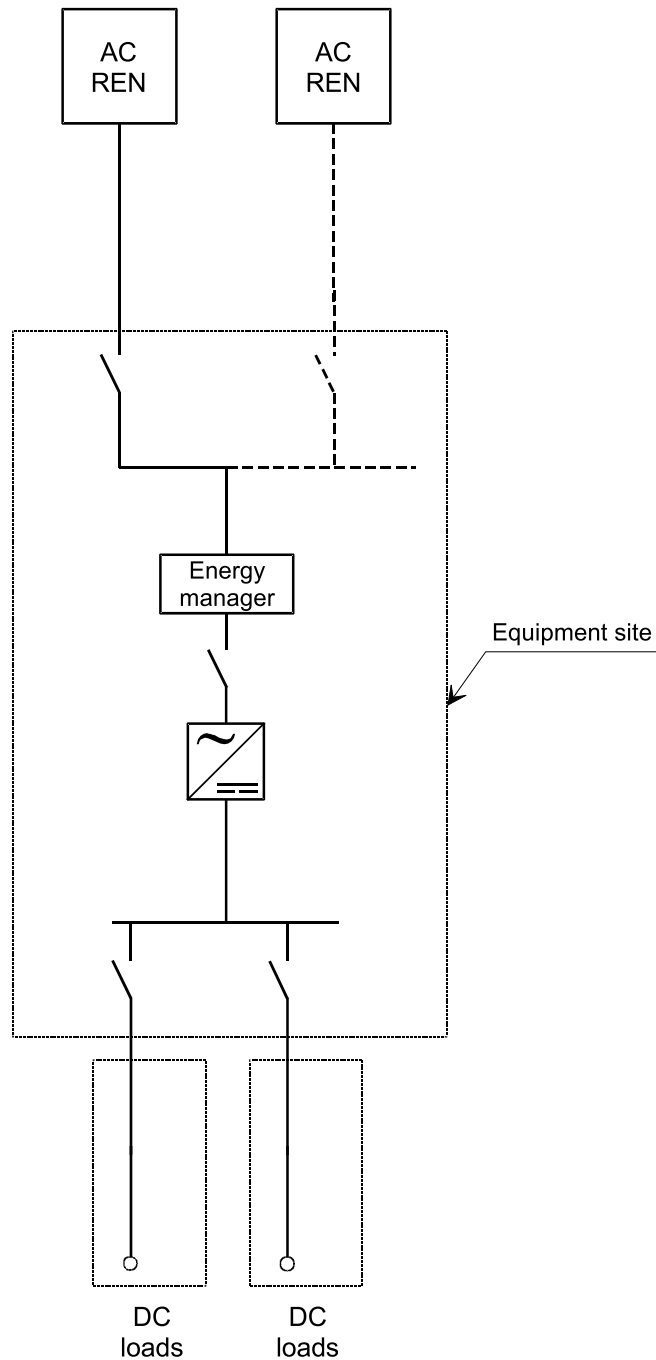 AC
REN
AC
REN
Energy
manager
Equipment site
DC
loads
DC
loads